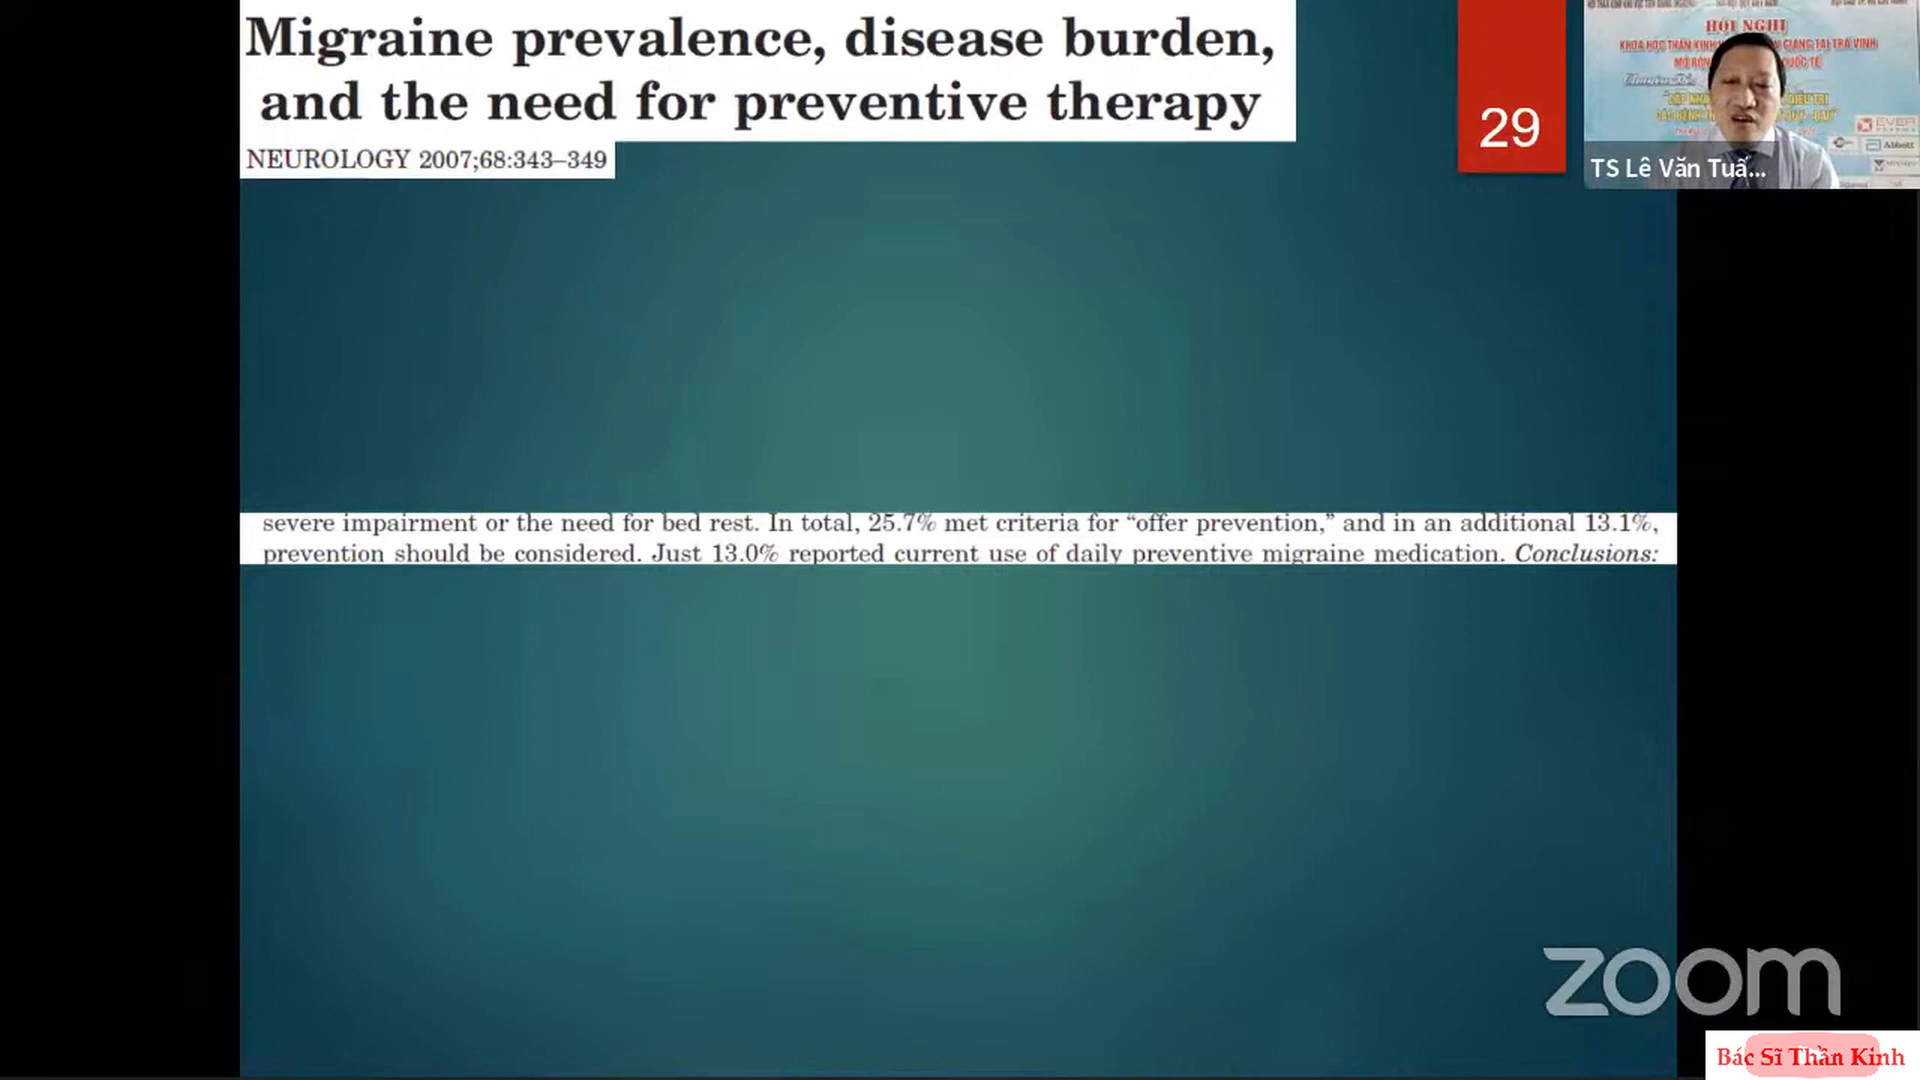 Migraine prevalence, disease burden,
and the need for preventive therapy
NEUROLOGY 2007;68:343–349
29
HỘI NGHỊ
TS Lê Văn Tuấ...
EVER
Abbott
severe impairment or the need for bed rest. In total, 25.7% met criteria for “offer prevention,” and in an additional 13.1%,
prevention should be considered. Just 13.0% reported current use of daily preventive migraine medication. Conclusions:
zoom
Bác Sĩ Thần Kinh